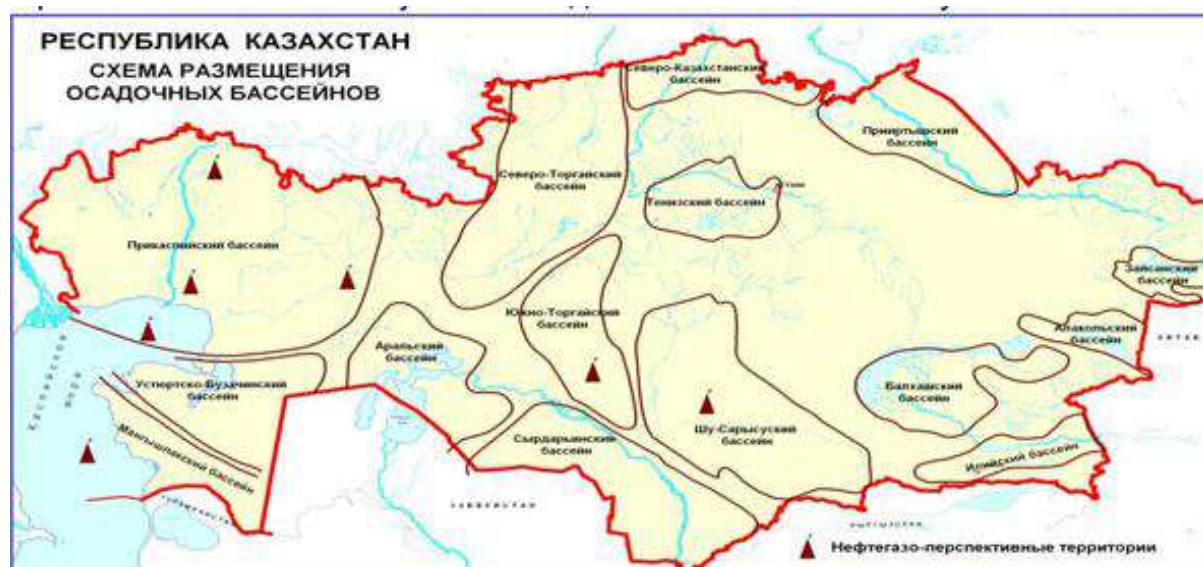 РЕСПУБЛИКА КАЗАХСТАН
СХЕМА РАЗМЕЩЕНИЯ
ОСАДОЧНЫХ БАССЕЙНОВ
Северо-Казахстанский
бассейн
Прииртышский
бассейн
Северо-Торгайский
бассейн
Тенизский бассейн
Прикаспийский бассейн
Зайсанский
бассейн
Южно-Торгайский
бассейн
Алакольский
бассейн
Аральский
бассейн
КАСПИЙСКОЕ
МОРЕ
Устюртско-Бузачинский
бассейн
Балхашский
бассейн
Шу-Сарысуский
бассейн
Сырдарьинский
бассейн
Мангышлакский бассейн
Илийский бассейн
Нефтегазо-перспективные территории